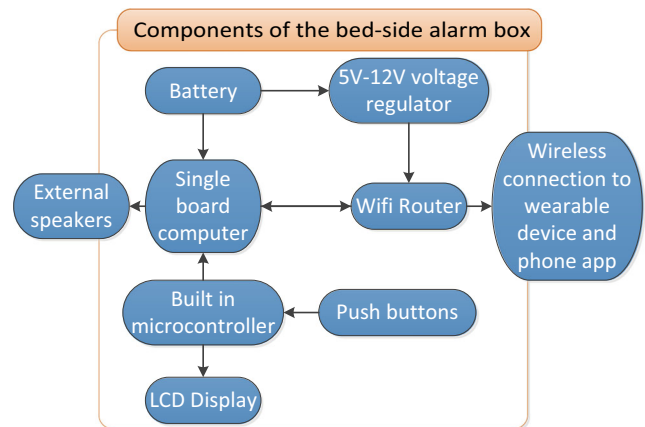 Components of the bed-side alarm box
Battery
5V-12V voltage
regulator
External
speakers
Single
board
computer
Wifi Router
Wireless
connection to
wearable
device and
phone app
Built in
microcontroller
Push buttons
LCD Display